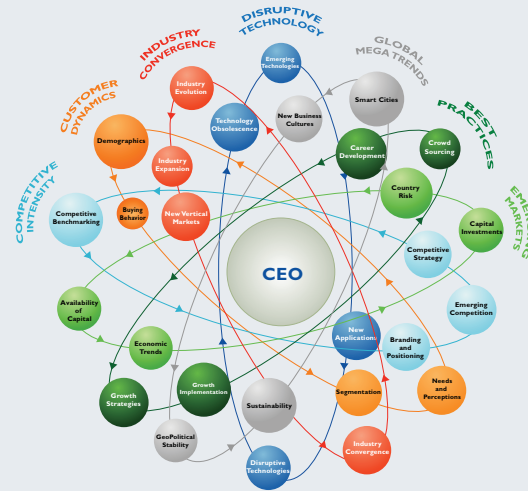 DISRUPTIVE
TECHNOLOGY
INDUSTRY
CONVERGENCE
GLOBAL
MEGA TRENDS
CUSTOMER
DYNAMICS
BEST
PRACTICES
COMPETITIVE
INTENSITY
MARKETS
Emerging
Technologies
Industry
Evolution
Smart Cities
Technology
Obsolescence
New Business
Cultures
Demographics
Career
Development
Crowd
Sourcing
Industry
Expansion
Country
Risk
Competitive
Benchmarking
Buying
Behavior
New Vertical
Markets
Capital
Investments
Competitive
Strategy
CEO
Availability
of
Capital
Emerging
Competition
Economic
Trends
New
Applications
Branding
and
Positioning
Growth
Strategies
Growth
Implementation
Sustainability
Segmentation
Needs
and
Perceptions
GeoPolitical
Stability
Industry
Convergence
Disruptive
Technologies